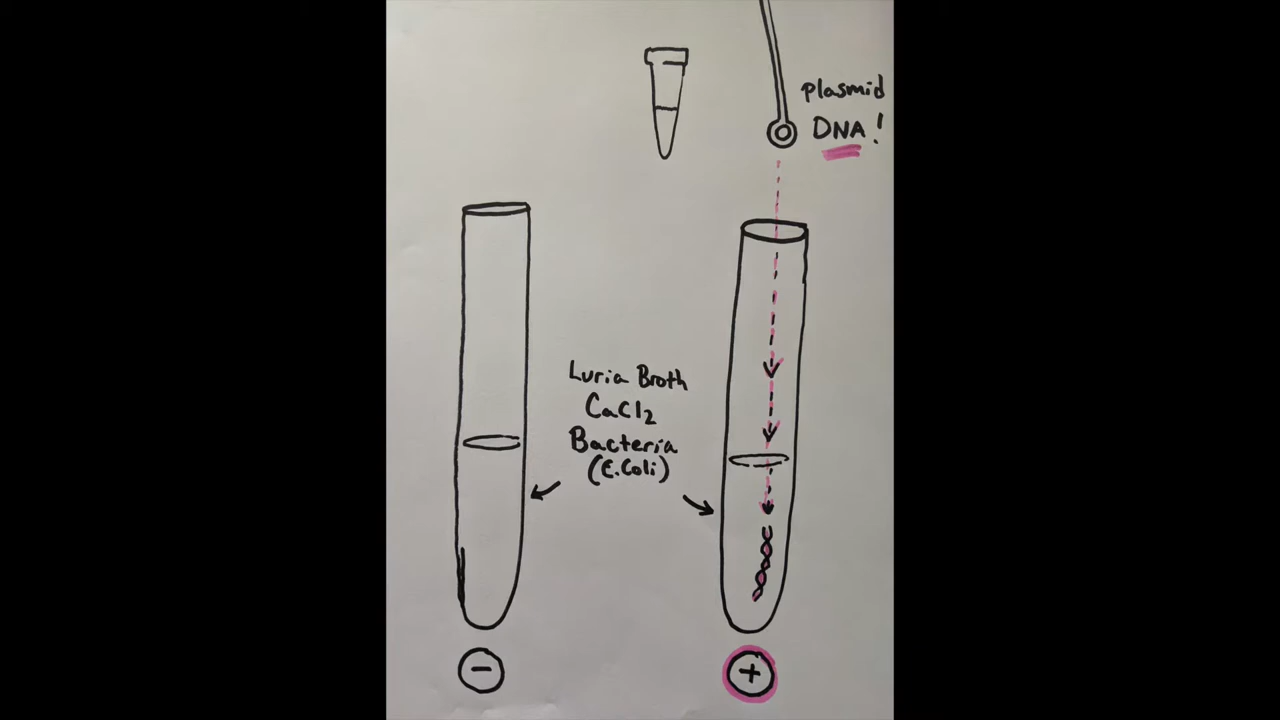 plasmid
DNA!
Luria Broth
CaCl2
Bacteria
(E.Coli)
-
+